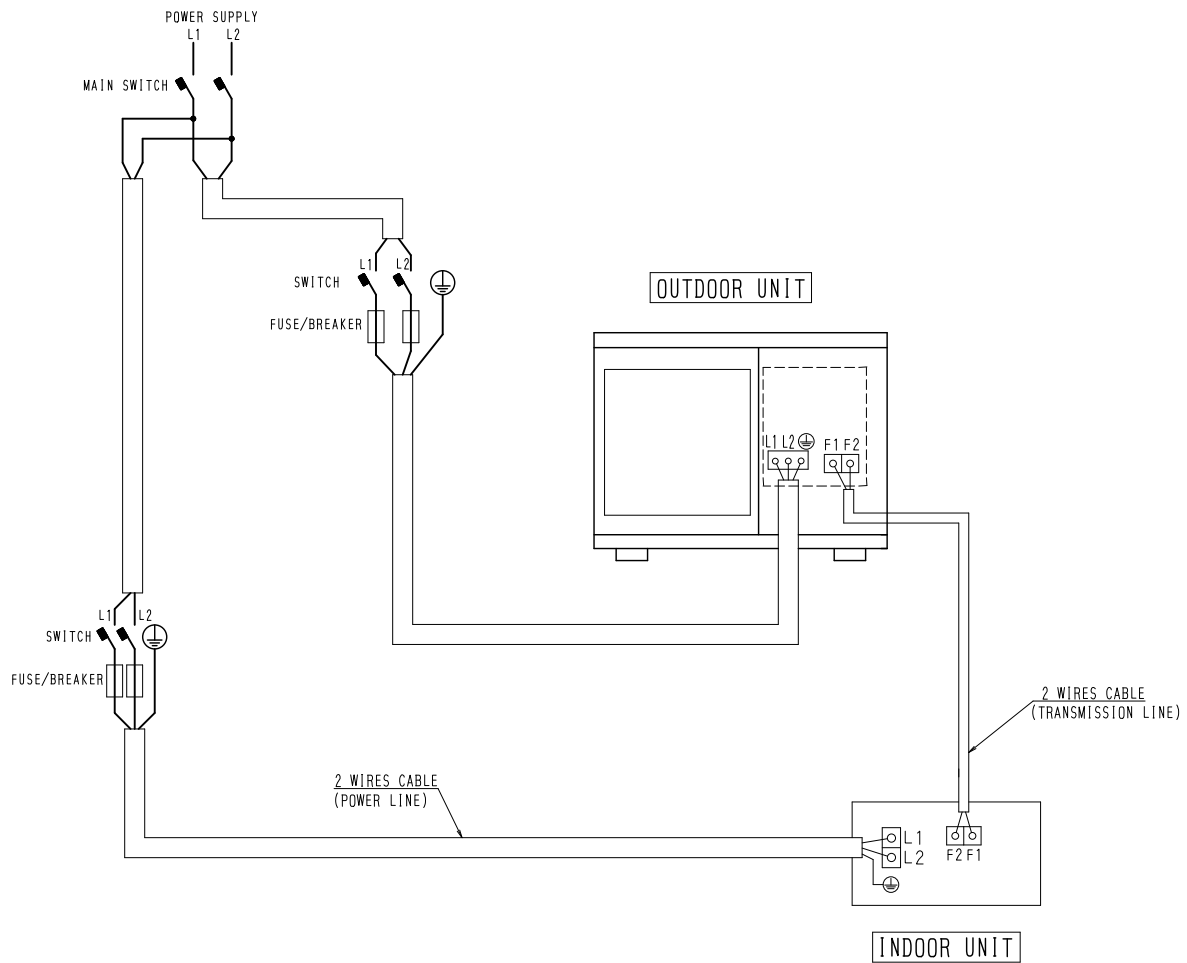 POWER SUPPLY
L1 L2
MAIN SWITCH
L1 L2
SWITCH
FUSE/BREAKER
OUTDOOR UNIT
L1 L2 F1 F2
L1 L2
SWITCH
FUSE/BREAKER
2 WIRES CABLE
(TRANSMISSION LINE)
2 WIRES CABLE
(POWER LINE)
L1
L2
F2 F1
INDOOR UNIT